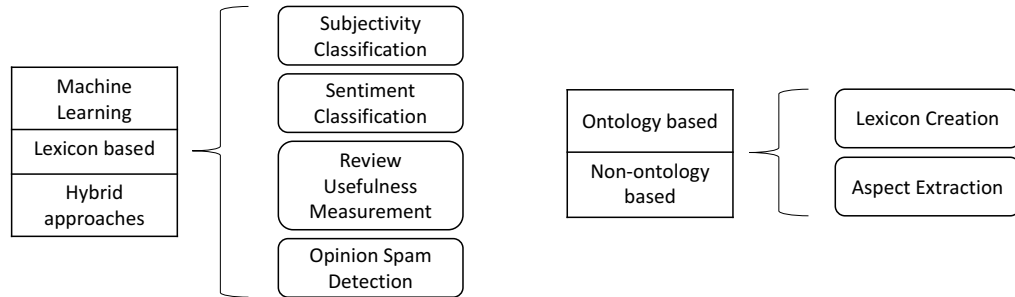 Machine
Learning
Lexicon based
Hybrid
approaches
Subjectivity
Classification
Sentiment
Classification
Review
Usefulness
Measurement
Opinion Spam
Detection
Ontology based
Non-ontology
based
Lexicon Creation
Aspect Extraction